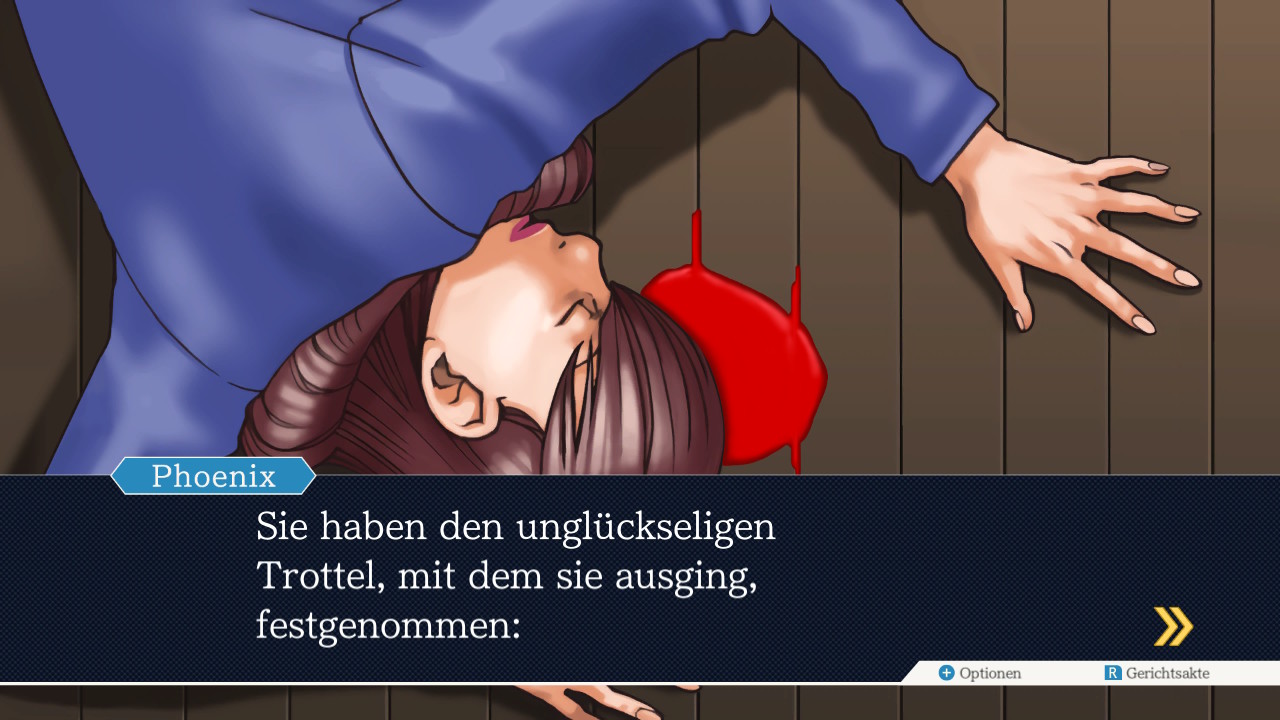 Phoenix
Sie haben den unglückseligen
Trottel, mit dem sie ausging,
festgenommen:
+ Optionen
R Gerichtsakte